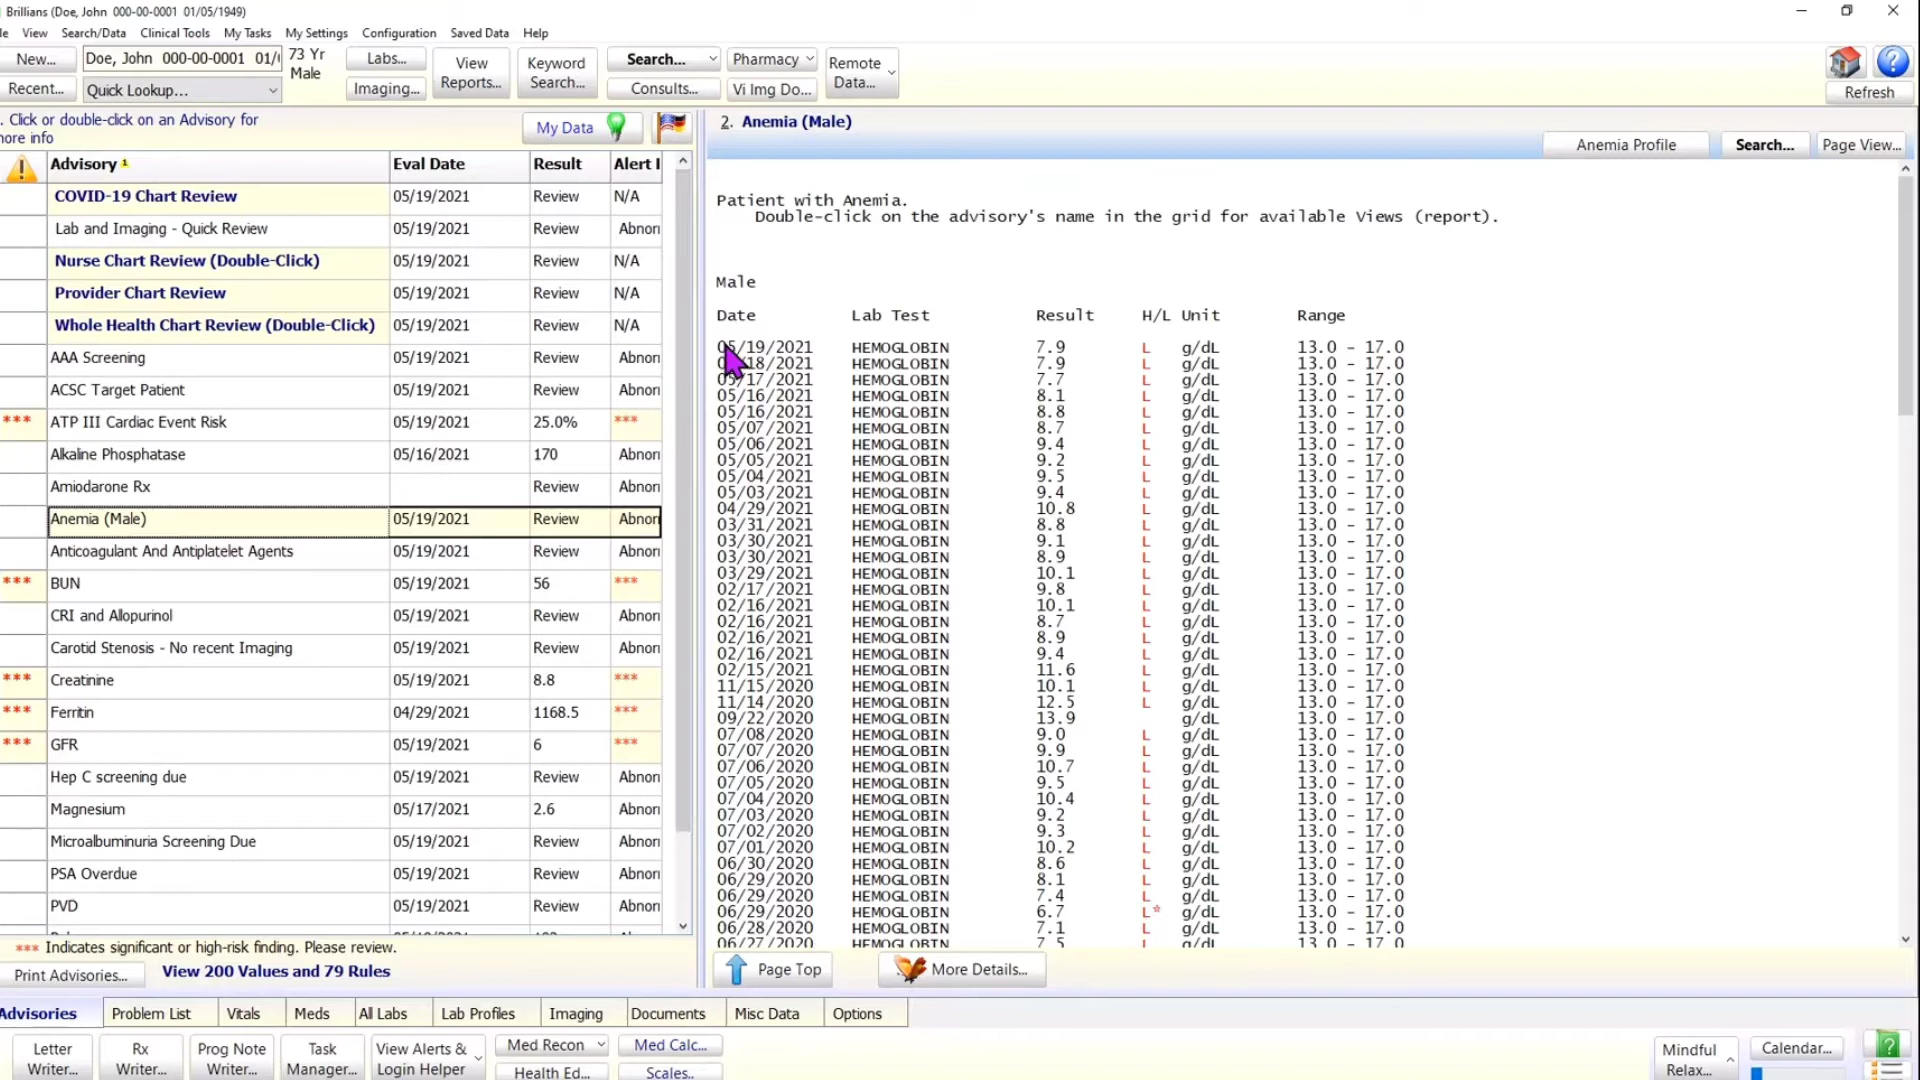 Brillians (Doe, John 000-00-0001 01/05/1949)
View Search/Data Clinical Tools My Tasks My Settings Configuration Saved Data Help
New... Doe, John 000-00-0001 73 Yr Male Labs... View Reports... Keyword Search... Search... Pharmacy Remote Data...
Recent... Quick Lookup... Imaging... Consults... Vi Img Do... Refresh
. Click or double-click on an Advisory for
info
My Data
Advisory 1 Eval Date Result Alert
COVID-19 Chart Review 05/19/2021 Review N/A
Lab and Imaging - Quick Review 05/19/2021 Review Abnor
Nurse Chart Review (Double-Click) 05/19/2021 Review N/A
Provider Chart Review 05/19/2021 Review N/A
Whole Health Chart Review (Double-Click) 05/19/2021 Review N/A
AAA Screening 05/19/2021 Review Abnor
ACSC Target Patient 05/19/2021 Review Abnor
*** ATP III Cardiac Event Risk 05/19/2021 25.0% ***
Alkaline Phosphatase 05/16/2021 170 Abnor
Amiodarone Rx Review Abnor
Anemia (Male) 05/19/2021 Review Abnor
Anticoagulant And Antiplatelet Agents 05/19/2021 Review Abnor
*** BUN 05/19/2021 56 ***
CRI and Allopurinol 05/19/2021 Review Abnor
Carotid Stenosis - No recent Imaging 05/19/2021 Review Abnor
*** Creatinine 05/19/2021 8.8 ***
*** Ferritin 04/29/2021 1168.5 ***
*** GFR 05/19/2021 6 ***
Hep C screening due 05/19/2021 Review Abnor
Magnesium 05/17/2021 2.6 Abnor
Microalbuminuria Screening Due 05/19/2021 Review Abnor
PSA Overdue 05/19/2021 Review Abnor
PVD 05/19/2021 Review Abnor
*** Indicates significant or high-risk finding. Please review.
Print Advisories... View 200 Values and 79 Rules
2. Anemia (Male)
Anemia Profile Search... Page View...
Patient with Anemia.
Double-click on the advisory's name in the grid for available Views (report).
Male
Date Lab Test Result H/L Unit Range
05/19/2021 HEMOGLOBIN 7.9 L g/dL 13.0 - 17.0
05/18/2021 HEMOGLOBIN 7.9 L g/dL 13.0 - 17.0
05/17/2021 HEMOGLOBIN 7.7 L g/dL 13.0 - 17.0
05/16/2021 HEMOGLOBIN 8.1 L g/dL 13.0 - 17.0
05/16/2021 HEMOGLOBIN 8.8 L g/dL 13.0 - 17.0
05/07/2021 HEMOGLOBIN 8.7 L g/dL 13.0 - 17.0
05/06/2021 HEMOGLOBIN 9.4 L g/dL 13.0 - 17.0
05/05/2021 HEMOGLOBIN 9.2 L g/dL 13.0 - 17.0
05/04/2021 HEMOGLOBIN 9.5 L g/dL 13.0 - 17.0
05/03/2021 HEMOGLOBIN 9.4 L g/dL 13.0 - 17.0
04/29/2021 HEMOGLOBIN 10.8 L g/dL 13.0 - 17.0
03/31/2021 HEMOGLOBIN 8.8 L g/dL 13.0 - 17.0
03/30/2021 HEMOGLOBIN 9.1 L g/dL 13.0 - 17.0
03/30/2021 HEMOGLOBIN 8.9 L g/dL 13.0 - 17.0
03/29/2021 HEMOGLOBIN 10.1 L g/dL 13.0 - 17.0
02/17/2021 HEMOGLOBIN 9.8 L g/dL 13.0 - 17.0
02/16/2021 HEMOGLOBIN 10.1 L g/dL 13.0 - 17.0
02/16/2021 HEMOGLOBIN 8.7 L g/dL 13.0 - 17.0
02/16/2021 HEMOGLOBIN 8.9 L g/dL 13.0 - 17.0
02/16/2021 HEMOGLOBIN 9.4 L g/dL 13.0 - 17.0
02/15/2021 HEMOGLOBIN 11.6 L g/dL 13.0 - 17.0
11/15/2020 HEMOGLOBIN 10.1 L g/dL 13.0 - 17.0
11/14/2020 HEMOGLOBIN 12.5 L g/dL 13.0 - 17.0
09/22/2020 HEMOGLOBIN 13.9 g/dL 13.0 - 17.0
07/08/2020 HEMOGLOBIN 9.0 L g/dL 13.0 - 17.0
07/07/2020 HEMOGLOBIN 9.9 L g/dL 13.0 - 17.0
07/06/2020 HEMOGLOBIN 10.7 L g/dL 13.0 - 17.0
07/05/2020 HEMOGLOBIN 9.5 L g/dL 13.0 - 17.0
07/04/2020 HEMOGLOBIN 10.4 L g/dL 13.0 - 17.0
07/03/2020 HEMOGLOBIN 9.2 L g/dL 13.0 - 17.0
07/02/2020 HEMOGLOBIN 9.3 L g/dL 13.0 - 17.0
07/01/2020 HEMOGLOBIN 10.2 L g/dL 13.0 - 17.0
06/30/2020 HEMOGLOBIN 8.6 L g/dL 13.0 - 17.0
06/29/2020 HEMOGLOBIN 8.1 L g/dL 13.0 - 17.0
06/29/2020 HEMOGLOBIN 7.4 L g/dL 13.0 - 17.0
06/29/2020 HEMOGLOBIN 6.7 L* g/dL 13.0 - 17.0
06/28/2020 HEMOGLOBIN 7.1 L g/dL 13.0 - 17.0
06/27/2020 HEMOGLOBIN 7.5 L g/dL 13.0 - 17.0
Page Top More Details...
Advisories Problem List Vitals Meds All Labs Lab Profiles Imaging Documents Misc Data Options
Letter Writer... Rx Writer... Prog Note Writer... Task Manager... View Alerts & Login Helper Med Recon Med Calc... Mindful Relax... Calendar...
Health Ed... Scales..